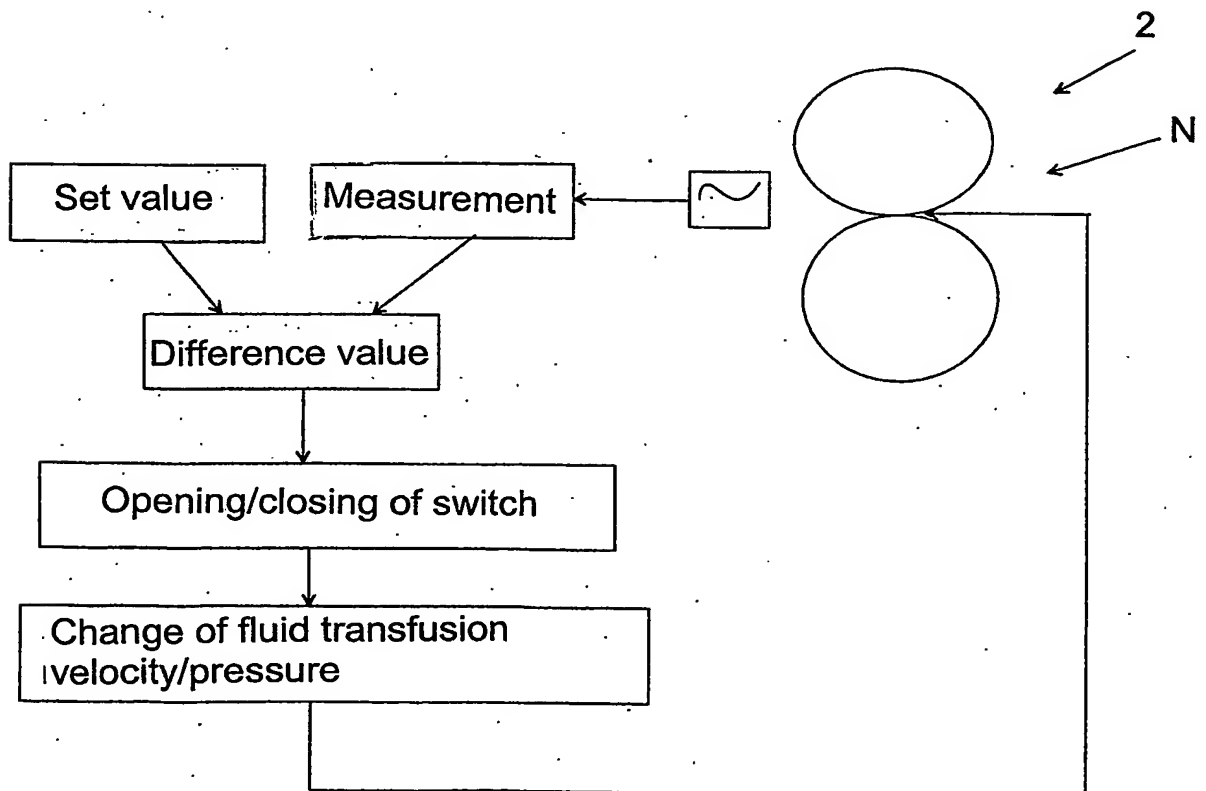 2
N
Set value
Measurement
Difference value
Opening/closing of switch
Change of fluid transfusion
velocity/pressure